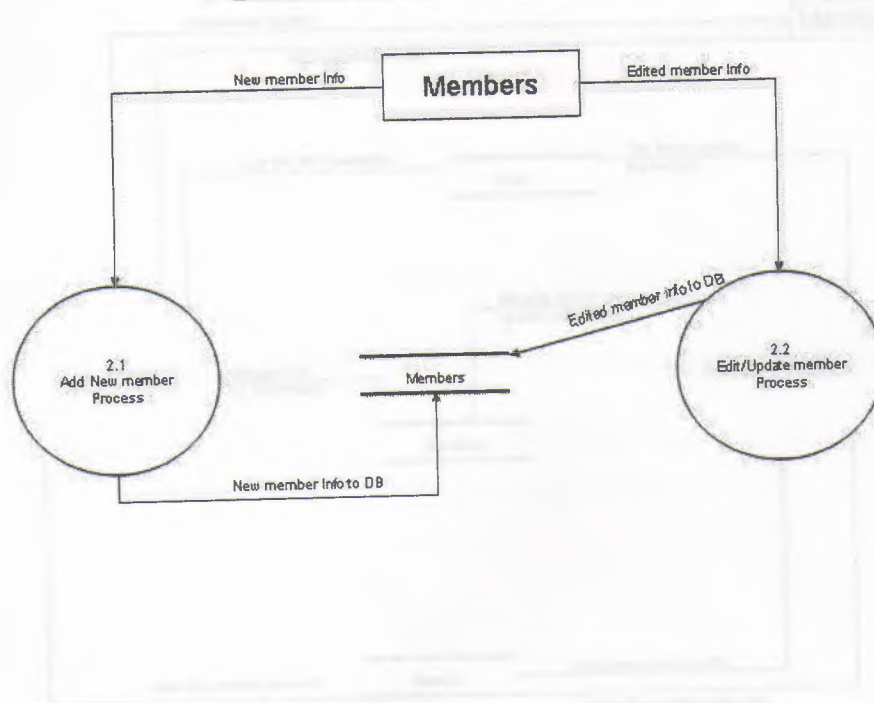 New member Info
Members
Edited member Info
Edited member info to DB
2.1
Add New member
Process
Members
2.2
Edit/Update member
Process
New member Info to DB